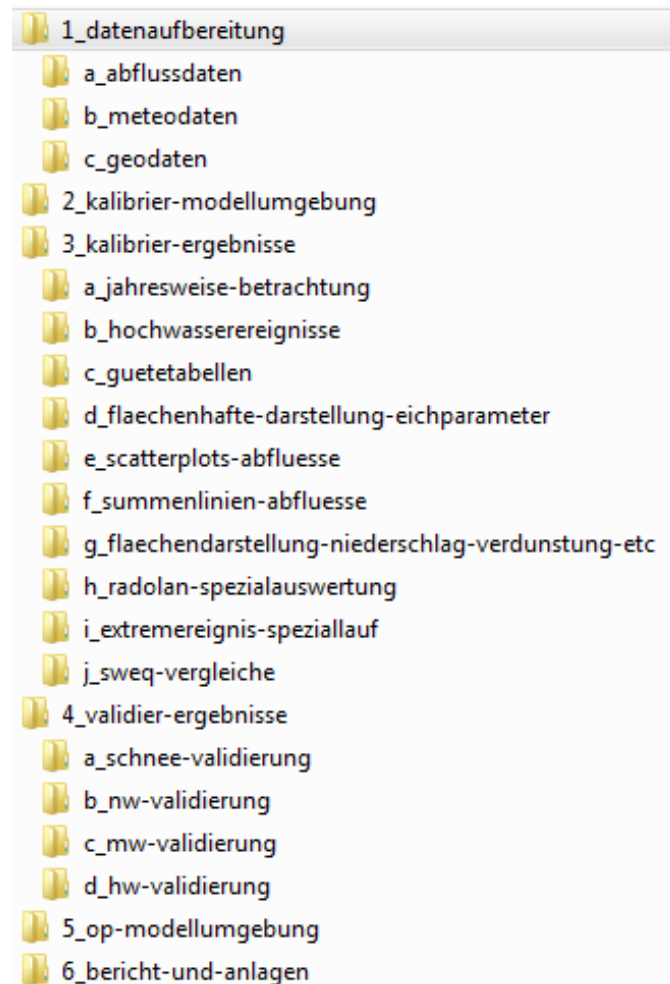 1_datenaufbereitung
a_abflussdaten
b_meteodaten
c_geodaten
2_kalibrier-modellumgebung
3_kalibrier-ergebnisse
a_jahresweise-betrachtung
b_hochwasserereignisse
c_guetetabellen
d_flaechenhafte-darstellung-eichparameter
e_scatterplots-abfluesse
f_summenlinien-abfluesse
g_flaechendarstellung-niederschlag-verdunstung-etc
h_radolan-spezialauswertung
i_extremereignis-speziallauf
j_sweq-vergleiche
4_validier-ergebnisse
a_schnee-validierung
b_nw-validierung
c_mw-validierung
d_hw-validierung
5_op-modellumgebung
6_bericht-und-anlagen